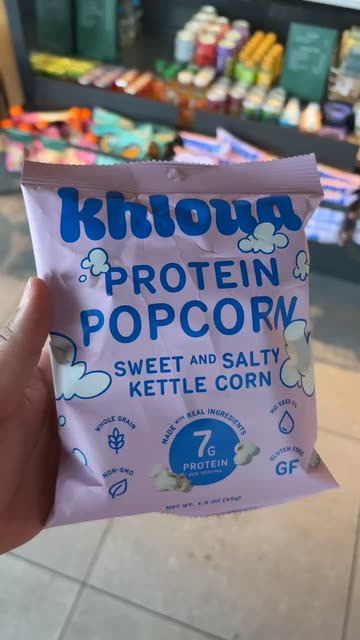 khloud
PROTEIN
POPCORN
SWEET AND SALTY
KETTLE CORN
WHOLE GRAIN
NON-GMO
MADE WITH REAL INGREDIENTS
7G
PROTEIN
PER SERVING
NO SEED OIL
GLUTEN FREE
GF